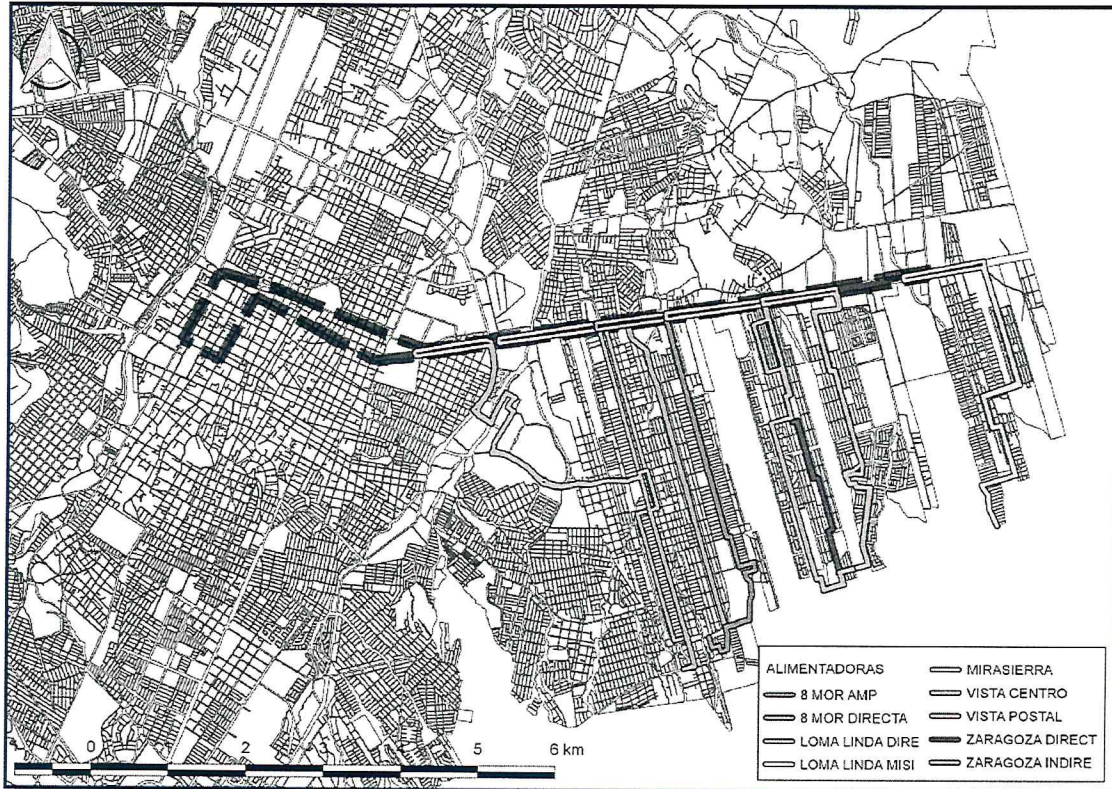 ALIMENTADORAS
8 MOR AMP
8 MOR DIRECTA
LOMA LINDA DIRE
LOMA LINDA MISI
MIRASIERRA
VISTA CENTRO
VISTA POSTAL
ZARAGOZA DIRECT
ZARAGOZA INDIRE
0 2 3 4 5 6 km